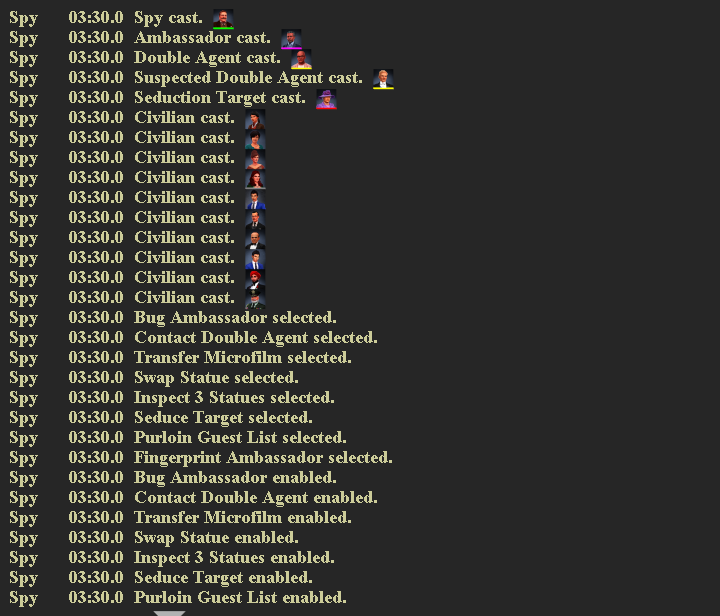 Spy 03:30.0 Spy cast.
Spy 03:30.0 Ambassador cast.
Spy 03:30.0 Double Agent cast.
Spy 03:30.0 Suspected Double Agent cast.
Spy 03:30.0 Seduction Target cast.
Spy 03:30.0 Civilian cast.
Spy 03:30.0 Civilian cast.
Spy 03:30.0 Civilian cast.
Spy 03:30.0 Civilian cast.
Spy 03:30.0 Civilian cast.
Spy 03:30.0 Civilian cast.
Spy 03:30.0 Civilian cast.
Spy 03:30.0 Civilian cast.
Spy 03:30.0 Civilian cast.
Spy 03:30.0 Civilian cast.
Spy 03:30.0 Bug Ambassador selected.
Spy 03:30.0 Contact Double Agent selected.
Spy 03:30.0 Transfer Microfilm selected.
Spy 03:30.0 Swap Statue selected.
Spy 03:30.0 Inspect 3 Statues selected.
Spy 03:30.0 Seduce Target selected.
Spy 03:30.0 Purloin Guest List selected.
Spy 03:30.0 Fingerprint Ambassador selected.
Spy 03:30.0 Bug Ambassador enabled.
Spy 03:30.0 Contact Double Agent enabled.
Spy 03:30.0 Transfer Microfilm enabled.
Spy 03:30.0 Swap Statue enabled.
Spy 03:30.0 Inspect 3 Statues enabled.
Spy 03:30.0 Seduce Target enabled.
Spy 03:30.0 Purloin Guest List enabled.